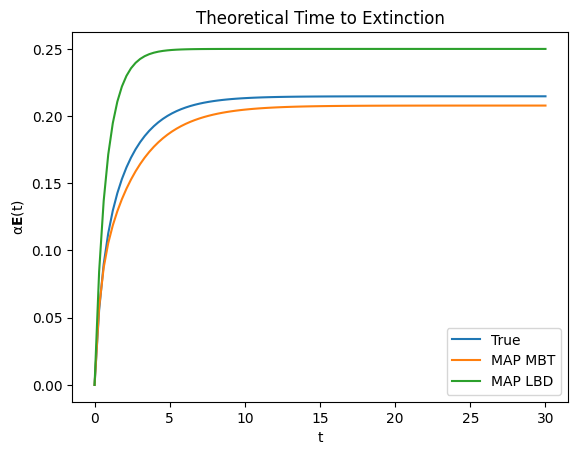 Theoretical Time to Extinction
0.25
0.20
0.15
0.10
0.05
0.00
α𝐄(t)
0 5 10 15 20 25 30
t
True
MAP MBT
MAP LBD